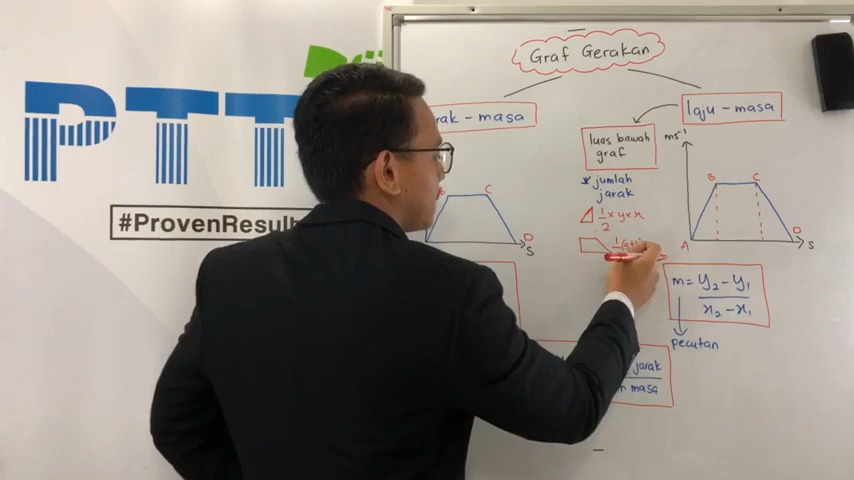 PTT
#ProvenResult
Graf Gerakan
rak - masa
laju - masa
luas bawah
graf
* jumlah
jarak
1/2 × y × x
ms⁻¹
B
C
A
D
S
B
C
D
S
m = y₂ - y₁
x₂ - x₁
pecutan
jarak
masa